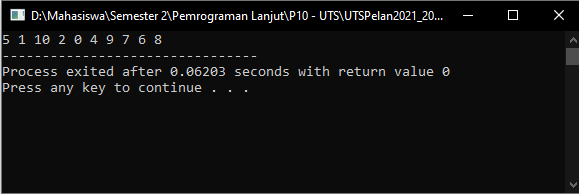 D:\Mahasiswa\Semester 2\Pemrograman Lanjut\P10 - UTS\UTSPelan2021_20...
5 1 10 2 0 4 9 7 6 8
--------------------------------
Process exited after 0.06203 seconds with return value 0
Press any key to continue . . .